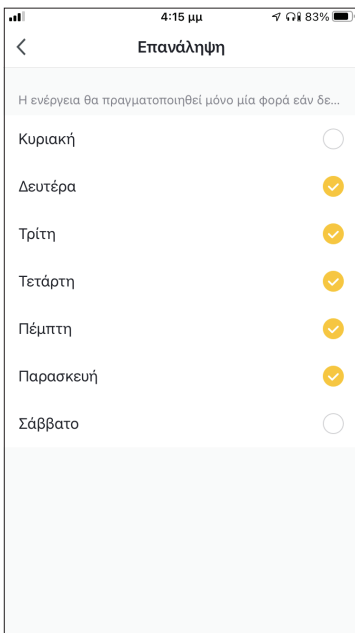 4:15 μμ 83%
Επανάληψη
Η ενέργεια θα πραγματοποιηθεί μόνο μία φορά εάν δε...
Κυριακή
Δευτέρα
Τρίτη
Τετάρτη
Πέμπτη
Παρασκευή
Σάββατο